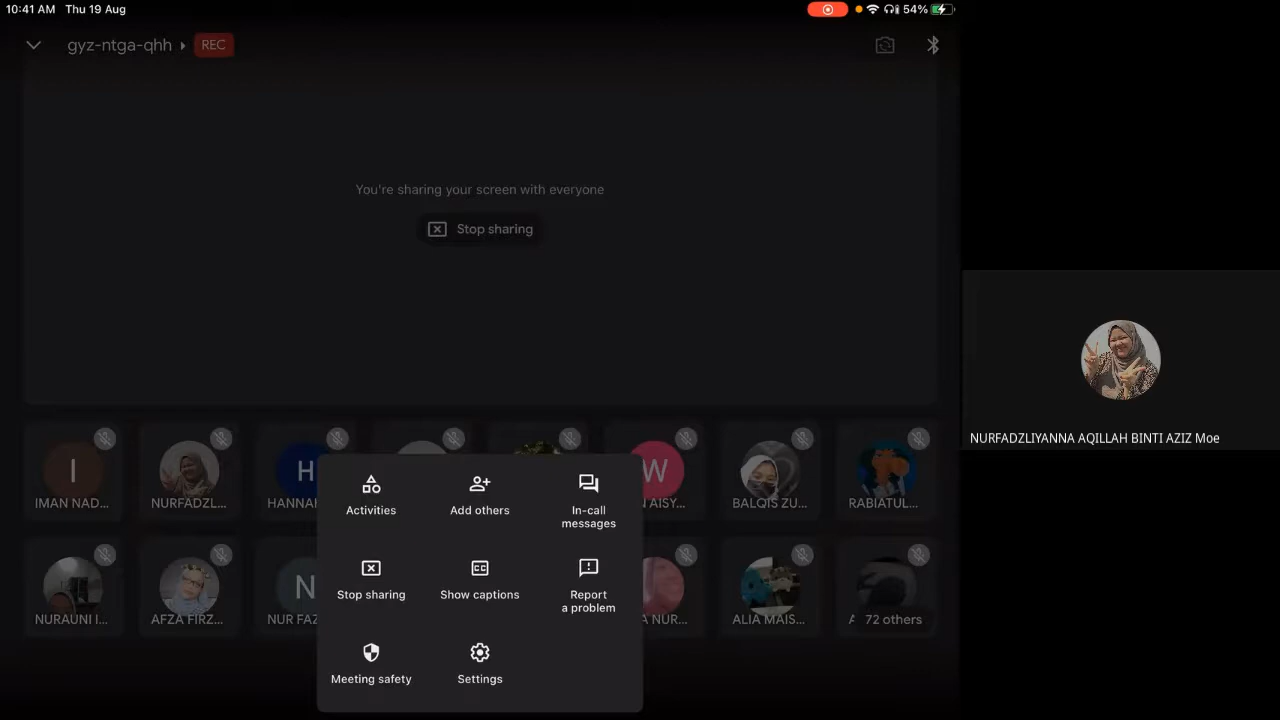 10:41 AM Thu 19 Aug
54%
gyz-ntga-qhh
REC
You're sharing your screen with everyone
Stop sharing
I
H
W
IMAN NAD...
NURFADZL...
HANNAH
AISY...
BALQIS ZU...
RABIATUL...
Activities
Add others
In-call
messages
N
Stop sharing
Show captions
Report
a problem
NURAUNI I...
AFZA FIRZ...
NUR FAZ
NUR...
ALIA MAIS...
72 others
Meeting safety
Settings
NURFADZLIYANNA AQILLAH BINTI AZIZ Moe